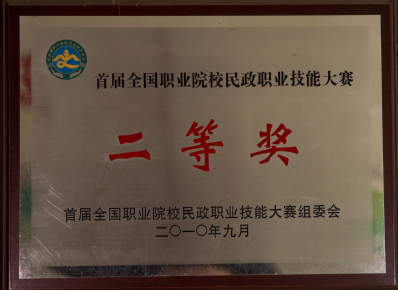 首届全国职业院校民政职业技能大赛
二等奖
首届全国职业院校民政职业技能大赛组委会
二〇一〇年九月